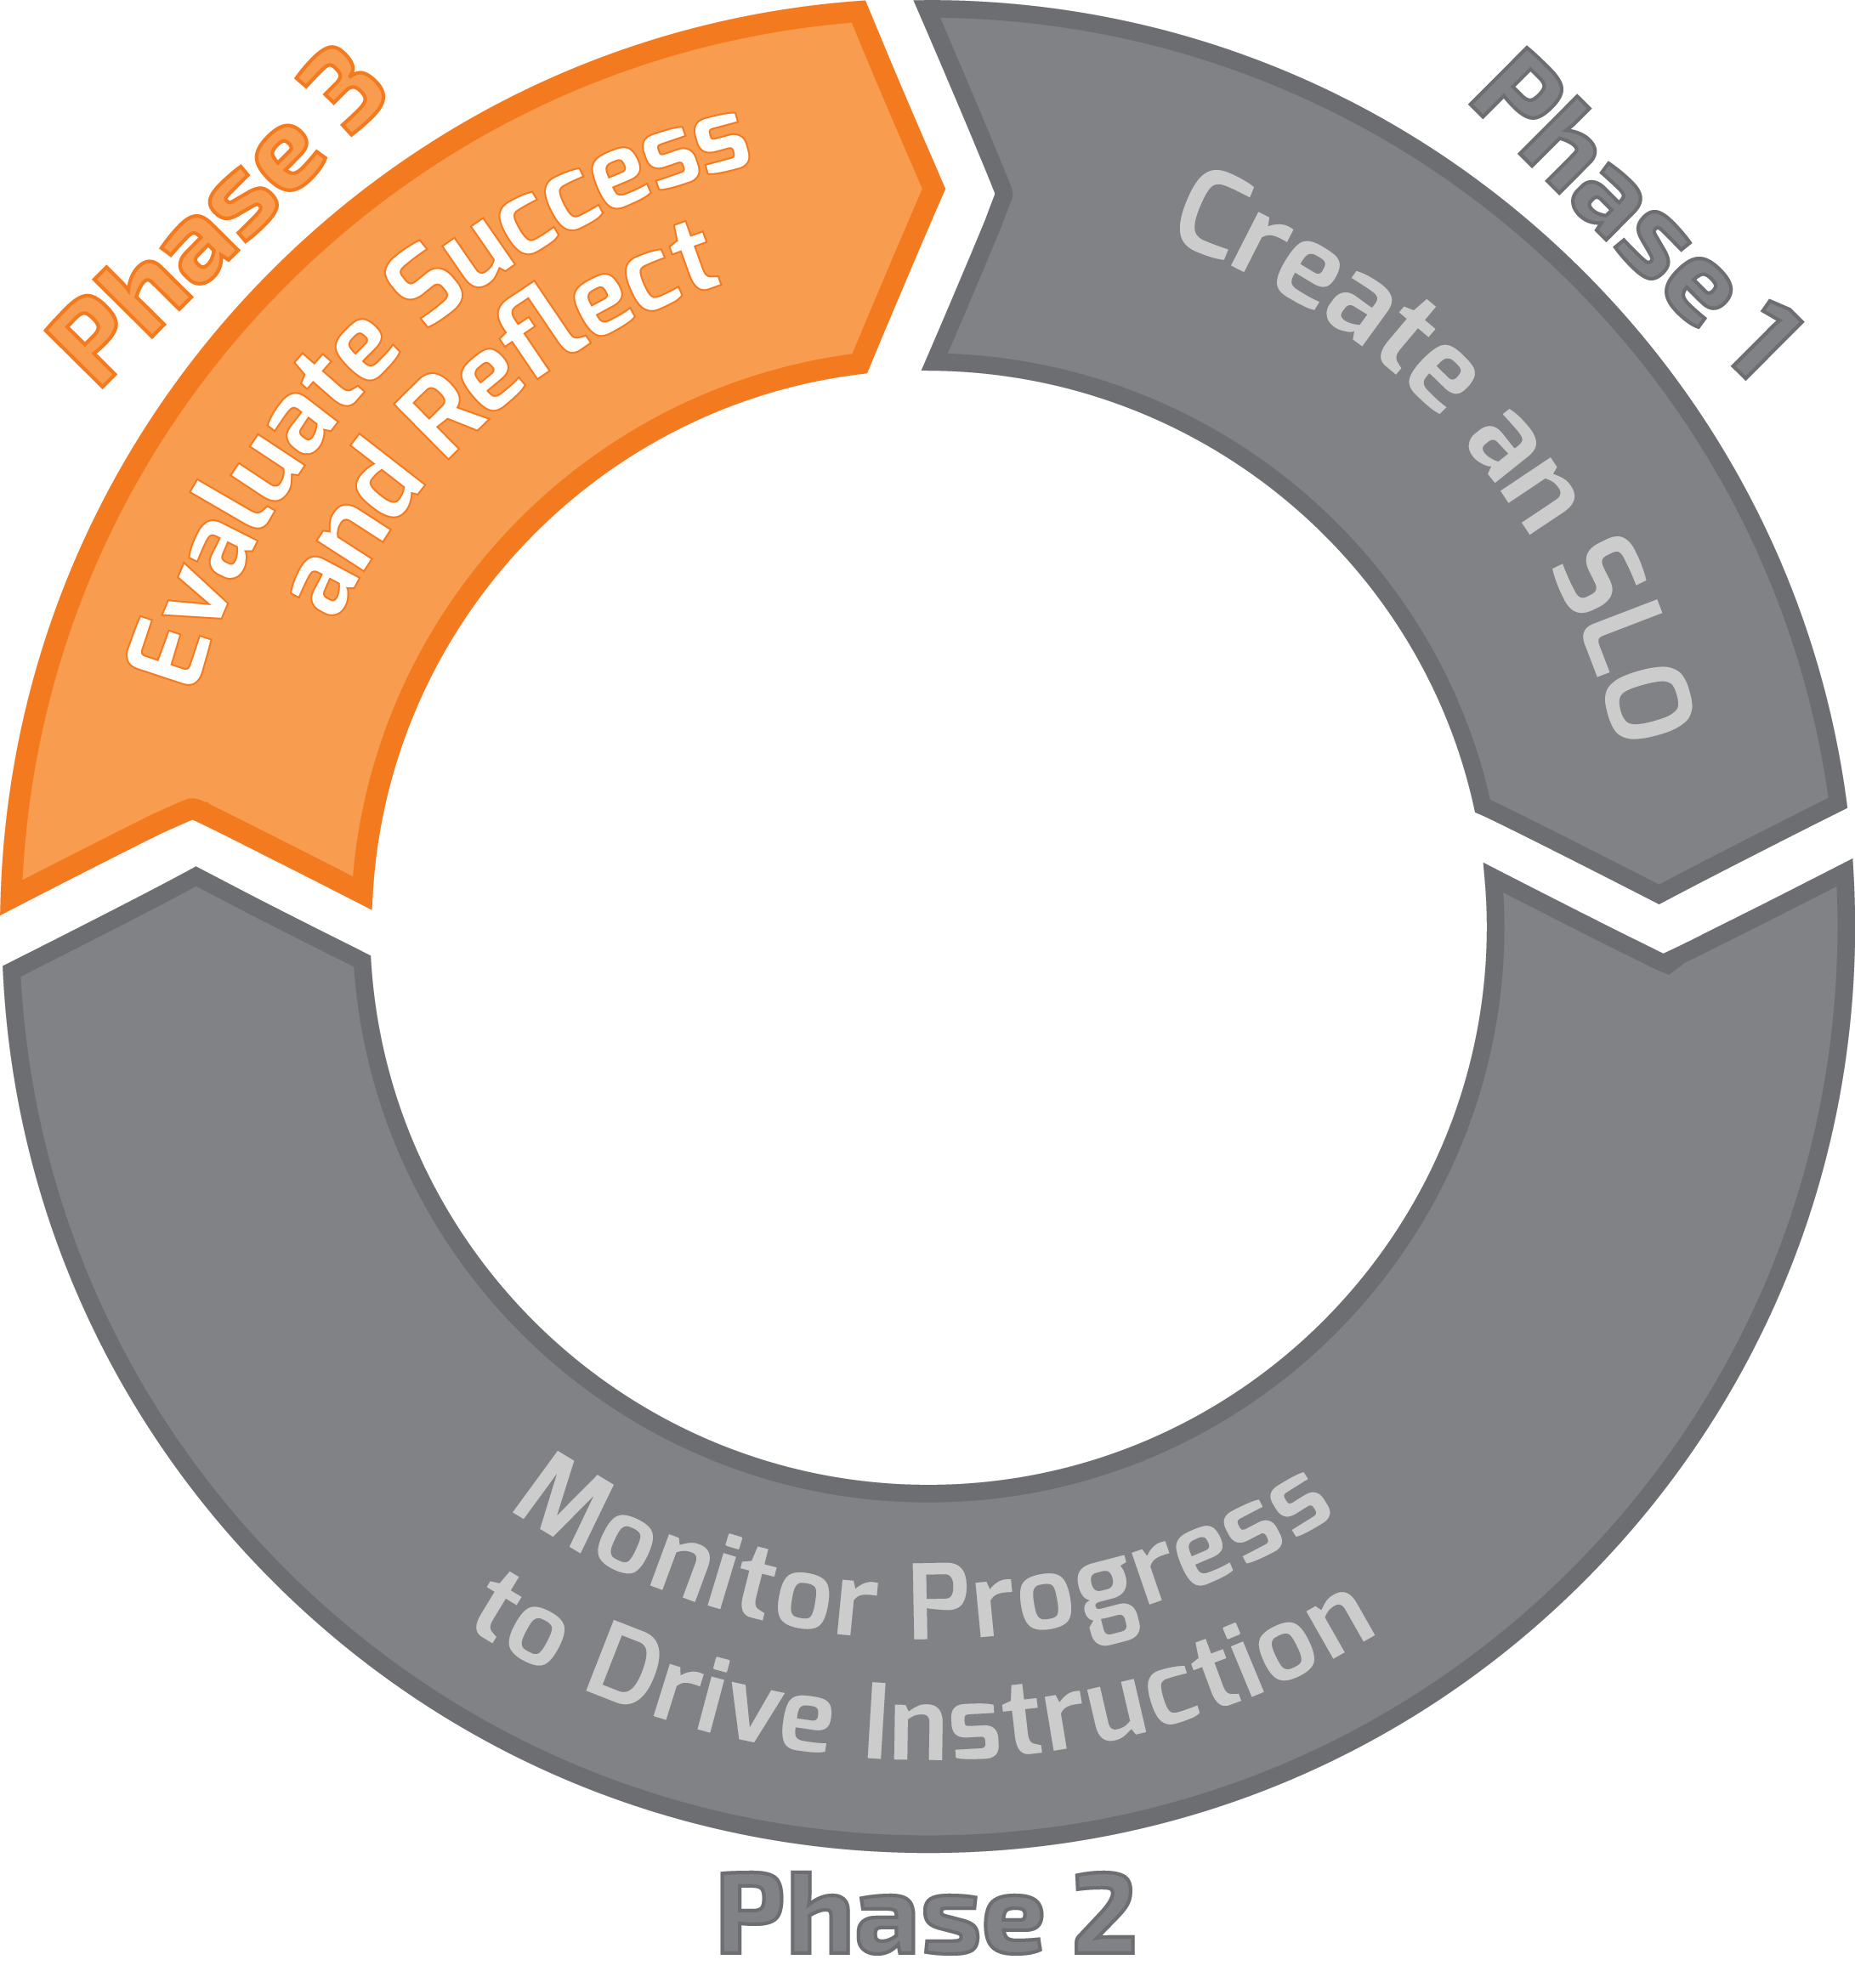 Phase 1
Create an SLO
Phase 2
Monitor Progress
to Drive Instruction
Phase 3
Evaluate Success
and Reflect